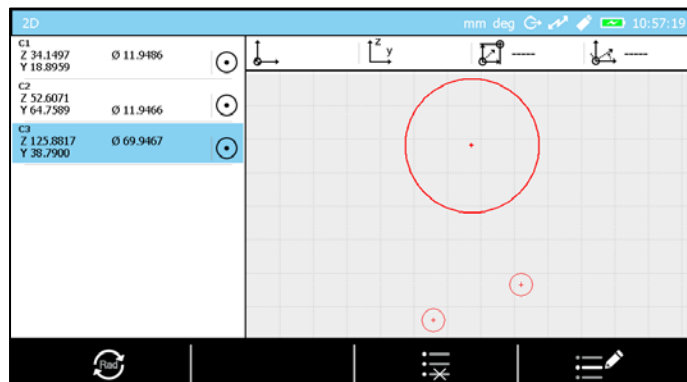 2D
mm deg
10:57:19
C1
Z 34.1497 Ø 11.9486
Y 18.8959
C2
Z 52.6071
Y 64.7589 Ø 11.9466
C3
Z 125.8817 Ø 69.9467
Y 38.7900
Z
y
-----
-----
Rad